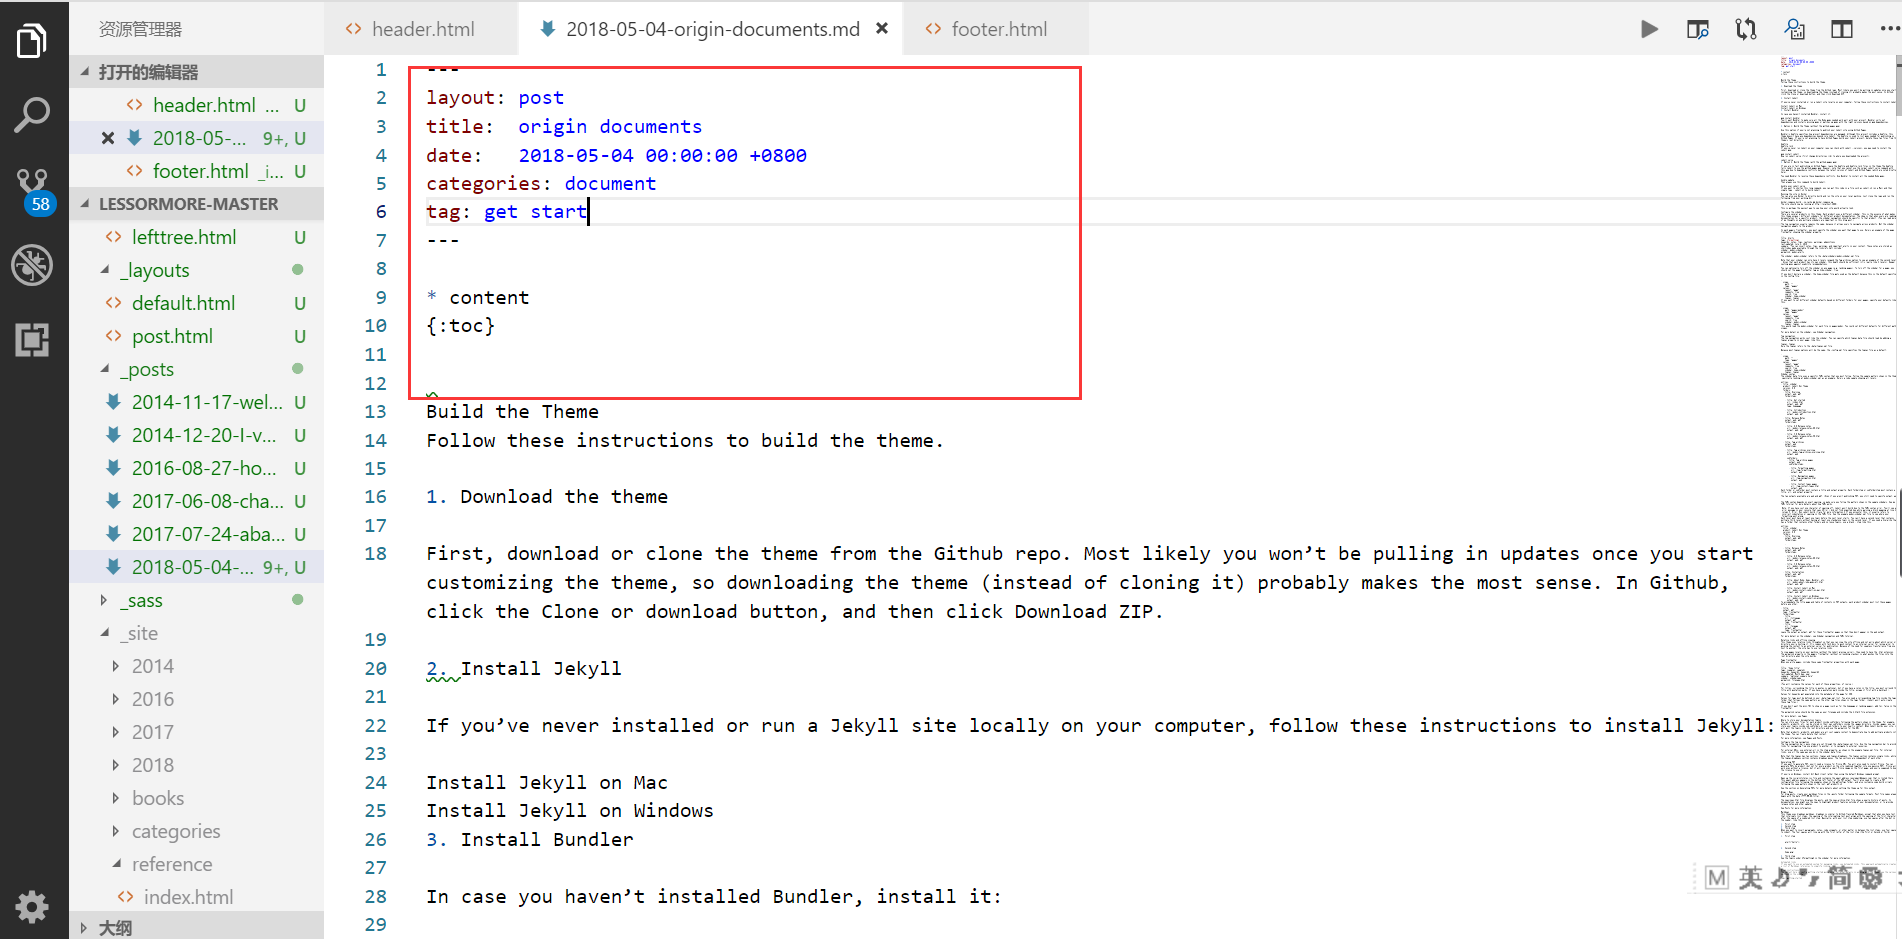 资源管理器
打开的编辑器
header.html ... U
2018-05-... 9+, U
footer.html _i... U
58
LESSORMORE-MASTER
lefttree.html U
_layouts
default.html U
post.html U
_posts
2014-11-17-wel... U
2014-12-20-I-v... U
2016-08-27-ho... U
2017-06-08-cha... U
2017-07-24-aba... U
2018-05-04-... 9+, U
_sass
_site
2014
2016
2017
2018
books
categories
reference
index.html
大纲
header.html
2018-05-04-origin-documents.md
footer.html
1 ---
2 layout: post
3 title:  origin documents
4 date:   2018-05-04 00:00:00 +0800
5 categories: document
6 tag: get start
7 ---
8
9 * content
10 {:toc}
11
12
13 Build the Theme
14 Follow these instructions to build the theme.
15
16 1. Download the theme
17
18 First, download or clone the theme from the Github repo. Most likely you won’t be pulling in updates once you start
customizing the theme, so downloading the theme (instead of cloning it) probably makes the most sense. In Github,
click the Clone or download button, and then click Download ZIP.
19
20 2. Install Jekyll
21
22 If you’ve never installed or run a Jekyll site locally on your computer, follow these instructions to install Jekyll:
23
24 Install Jekyll on Mac
25 Install Jekyll on Windows
26 3. Install Bundler
27
28 In case you haven’t installed Bundler, install it:
29
M 英 简